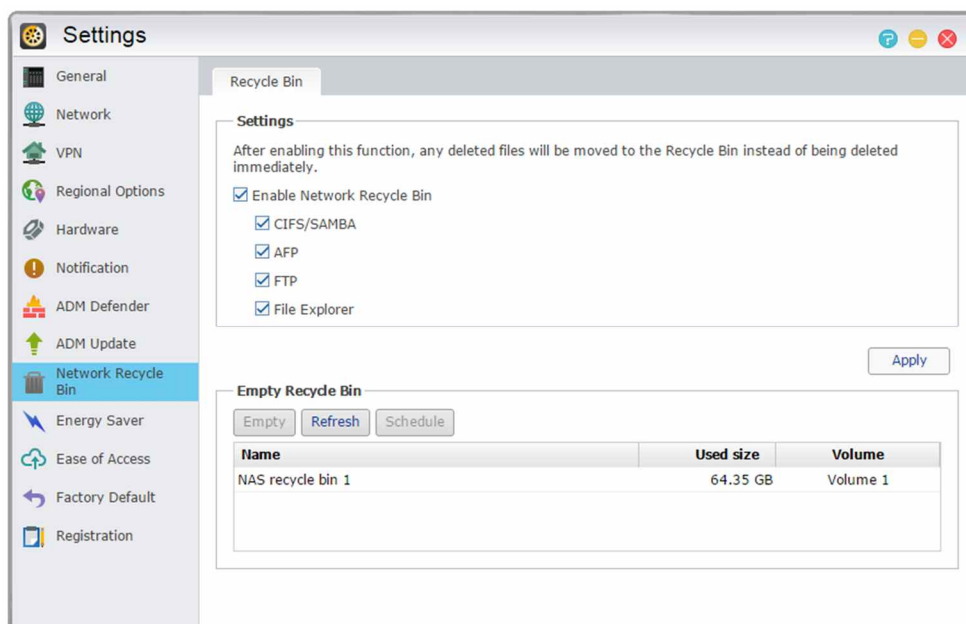 Settings
General
Network
VPN
Regional Options
Hardware
Notification
ADM Defender
ADM Update
Network Recycle
Bin
Energy Saver
Ease of Access
Factory Default
Registration
Recycle Bin
Settings
After enabling this function, any deleted files will be moved to the Recycle Bin instead of being deleted
immediately.
Enable Network Recycle Bin
CIFS/SAMBA
AFP
FTP
File Explorer
Apply
Empty Recycle Bin
Empty Refresh Schedule
Name Used size Volume
NAS recycle bin 1 64.35 GB Volume 1